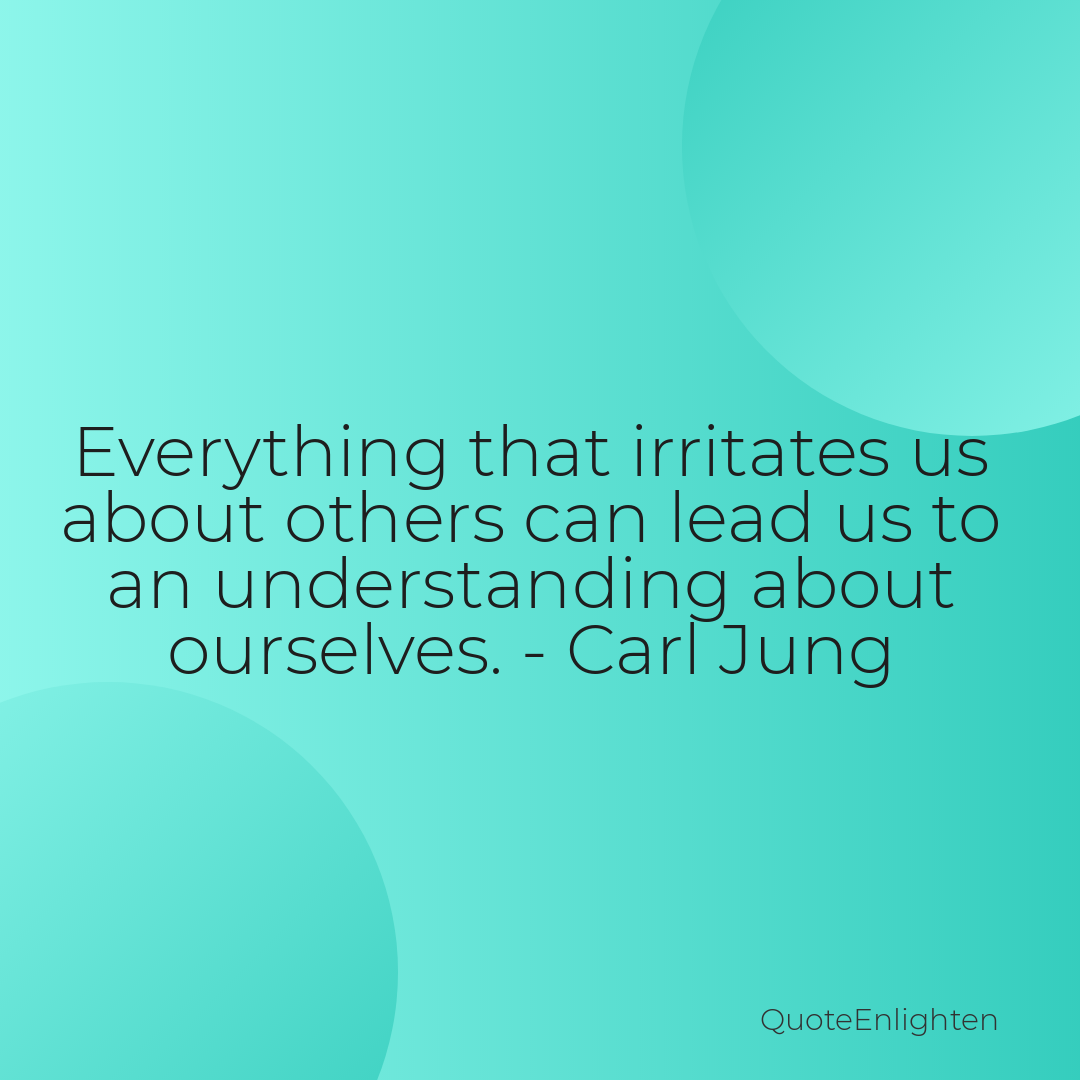 Everything that irritates us
about others can lead us to
an understanding about
ourselves. - Carl Jung
QuoteEnlighten